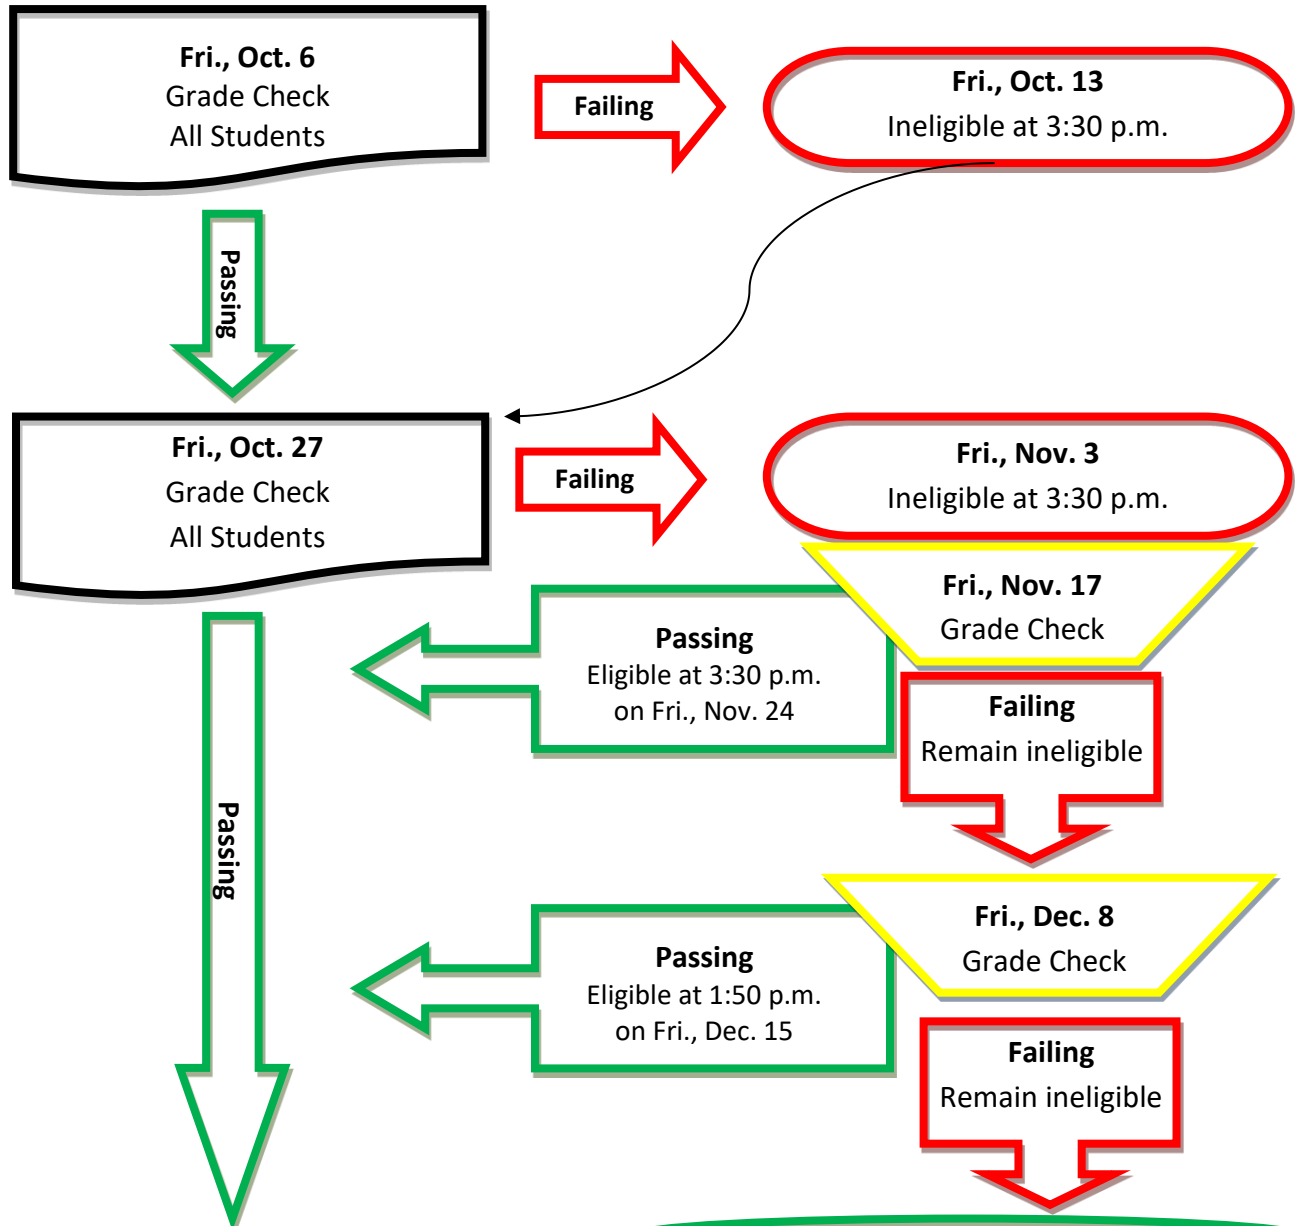 Fri., Oct. 6
Grade Check
All Students
Failing
Fri., Oct. 13
Ineligible at 3:30 p.m.
Passing
Fri., Oct. 27
Grade Check
All Students
Failing
Fri., Nov. 3
Ineligible at 3:30 p.m.
Fri., Nov. 17
Grade Check
Passing
Eligible at 3:30 p.m.
on Fri., Nov. 24
Failing
Remain ineligible
Passing
Fri., Dec. 8
Grade Check
Passing
Eligible at 1:50 p.m.
on Fri., Dec. 15
Failing
Remain ineligible